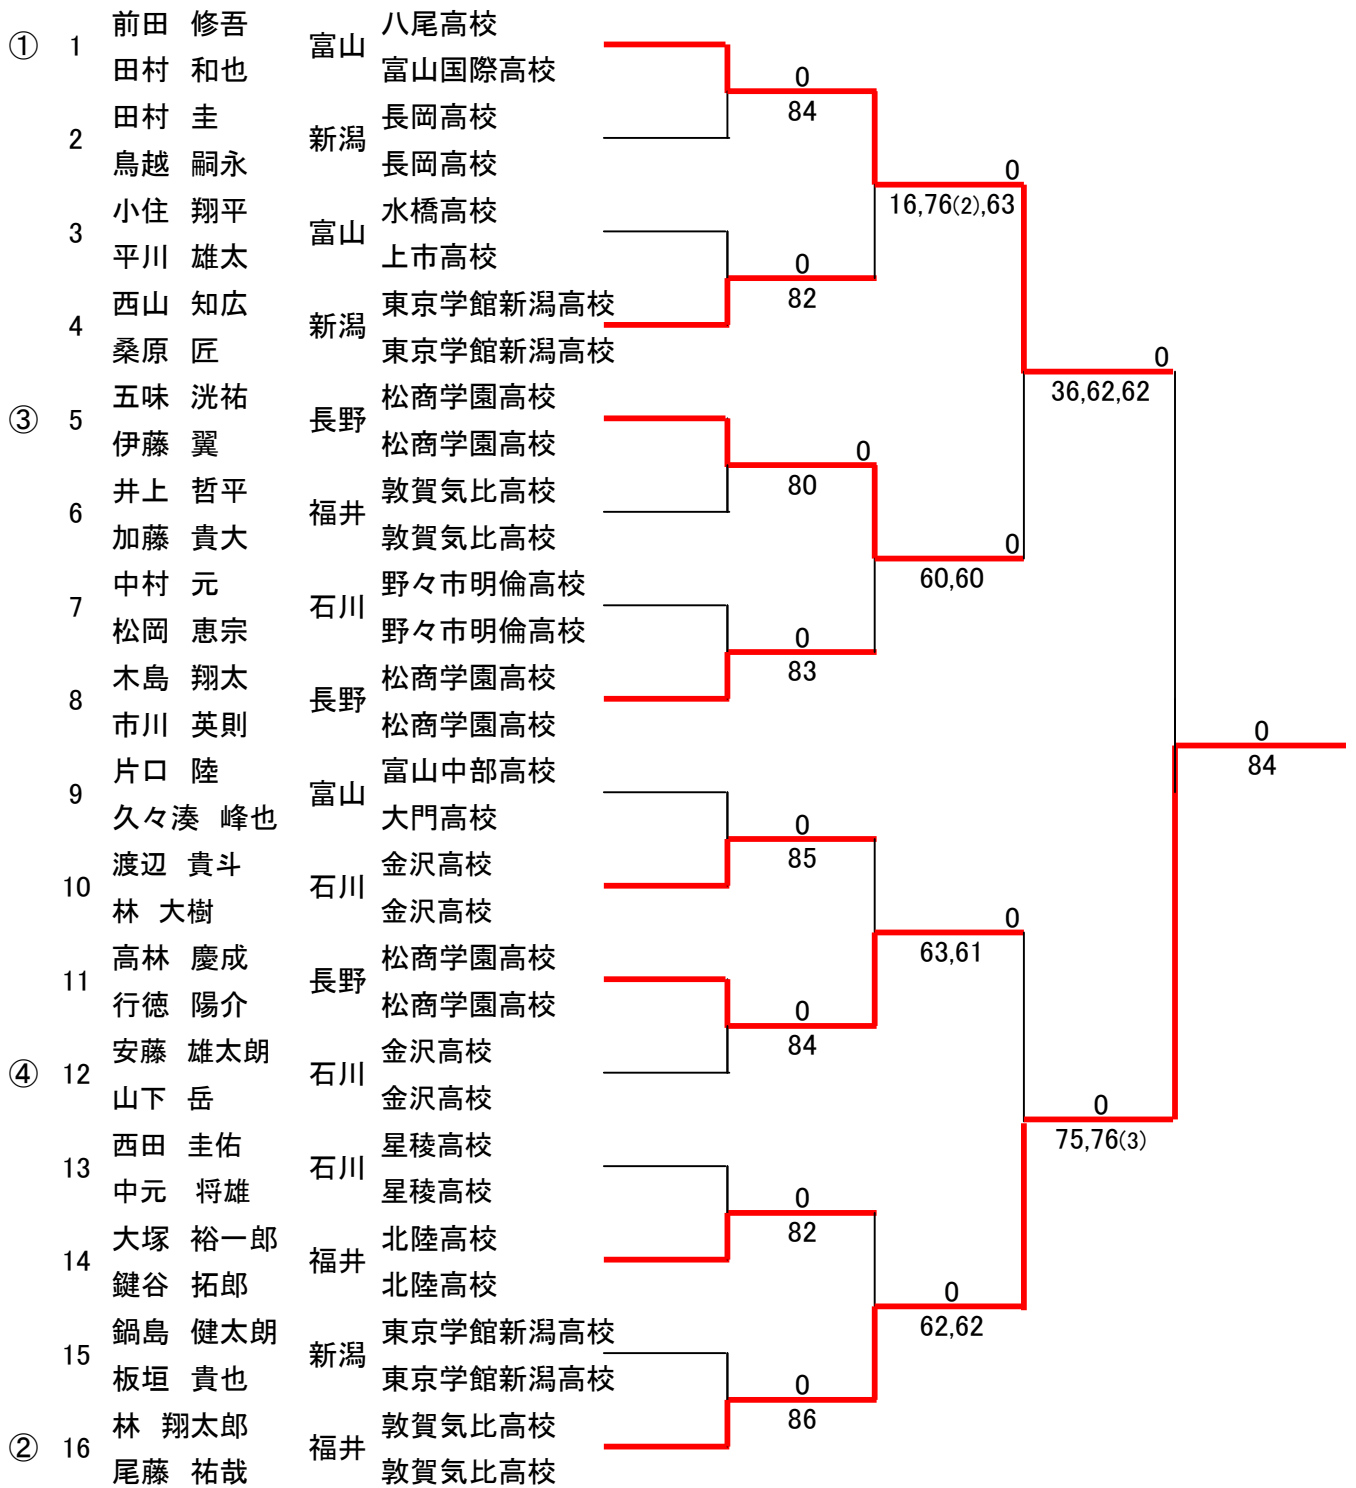 ① 1 前田 修吾 富山 八尾高校
田村 和也 富山国際高校
0
84
2 田村 圭 新潟 長岡高校
鳥越 嗣永 長岡高校
0
16,76(2),63
3 小住 翔平 富山 水橋高校
平川 雄太 上市高校
0
82
4 西山 知広 新潟 東京学館新潟高校
桑原 匠 東京学館新潟高校
0
36,62,62
③ 5 五味 洸祐 長野 松商学園高校
伊藤 翼 松商学園高校
0
80
6 井上 哲平 福井 敦賀気比高校
加藤 貴大 敦賀気比高校
0
60,60
7 中村 元 石川 野々市明倫高校
松岡 恵宗 野々市明倫高校
0
83
8 木島 翔太 長野 松商学園高校
市川 英則 松商学園高校
0
84
9 片口 陸 富山 富山中部高校
久々湊 峰也 大門高校
0
85
10 渡辺 貴斗 石川 金沢高校
林 大樹 金沢高校
0
63,61
11 高林 慶成 長野 松商学園高校
行徳 陽介 松商学園高校
0
84
④ 12 安藤 雄太朗 石川 金沢高校
山下 岳 金沢高校
0
75,76(3)
13 西田 圭佑 石川 星稜高校
中元 将雄 星稜高校
0
82
14 大塚 裕一郎 福井 北陸高校
鍵谷 拓郎 北陸高校
0
62,62
15 鍋島 健太朗 新潟 東京学館新潟高校
板垣 貴也 東京学館新潟高校
0
86
② 16 林 翔太郎 福井 敦賀気比高校
尾藤 祐哉 敦賀気比高校